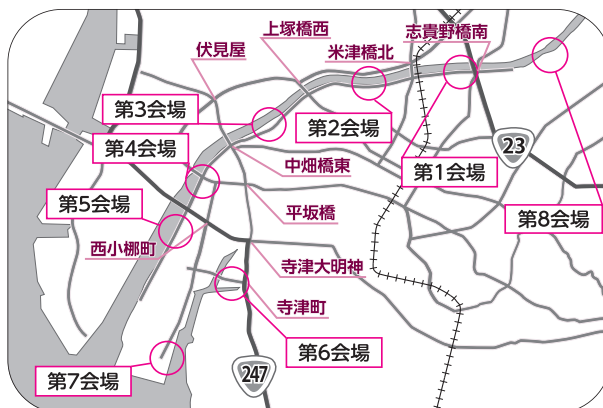 志貴野橋南
上塚橋西
米津橋北
伏見屋
第3会場
第2会場
第4会場
23
中畑橋東
第1会場
平坂橋
第5会場
第8会場
西小梛町
寺津大明神
寺津町
第6会場
第7会場
247